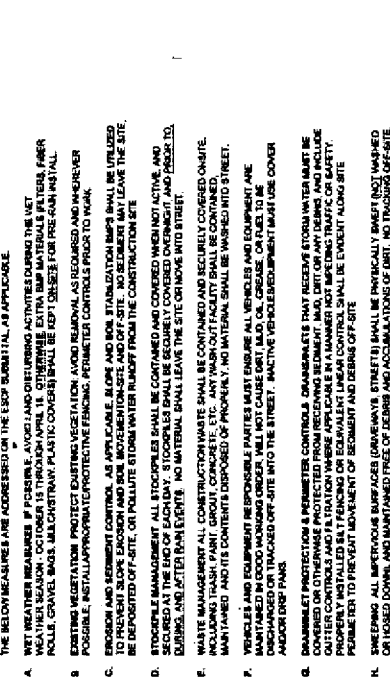 THE BELOW MEASURES ARE ADDRESSED ON THE ESCP SUBMITTAL, AS APPLICABLE.
A. WET WEATHER MEASURES IF POSSIBLE, AVOID LAND-DISTURBING ACTIVITIES DURING THE WET
WEATHER SEASON - OCTOBER 15 THROUGH APRIL 15. OTHERWISE, EXTRA BMP MATERIALS (FILTERS, FIBER
ROLLS, GRAVEL BAGS, MULCH/STRAW, PLASTIC COVERS) SHALL BE KEPT ON-SITE FOR PRE-RAIN INSTALL.
B EXISTING VEGETATION PROTECT EXISTING VEGETATION AVOID REMOVAL AS REQUIRED AND WHEREVER
POSSIBLE, INSTALL APPROPRIATE PROTECTIVE FENCING, PERIMETER CONTROLS PRIOR TO WORK.
C. EROSION AND SEDIMENT CONTROL AS APPLICABLE, SLOPE AND SOIL STABILIZATION BMPS SHALL BE UTILIZED
TO PREVENT SLOPE EROSION AND SOIL MOVEMENT ON-SITE AND OFF-SITE. NO SEDIMENT MAY LEAVE THE SITE,
BE DEPOSITED OFF-SITE, OR POLLUTE STORM WATER RUNOFF FROM THE CONSTRUCTION SITE
D. STOCKPILE MANAGEMENT ALL STOCKPILES SHALL BE CONTAINED AND COVERED WHEN NOT ACTIVE, AND
SECURED AT THE END OF EACH DAY. STOCKPILES SHALL BE SECURELY COVERED OVERNIGHT, AND PRIOR TO,
DURING, AND AFTER RAIN EVENTS. NO MATERIAL SHALL LEAVE THE SITE OR MOVE INTO STREET.
E. WASTE MANAGEMENT ALL CONSTRUCTION WASTE SHALL BE CONTAINED AND SECURELY COVERED ON-SITE.
INCLUDING TRASH, PAINT, GROUT, CONCRETE, ETC. ANY WASH OUT FACILITY SHALL BE CONTAINED,
MAINTAINED AND ITS CONTENTS DISPOSED OF PROPERLY, NO MATERIAL SHALL BE WASHED INTO STREET.
F. VEHICLES AND EQUIPMENT RESPONSIBLE PARTIES MUST ENSURE ALL VEHICLES AND EQUIPMENT ARE
MAINTAINED IN GOOD WORKING ORDER, WILL NOT CAUSE DIRT, MUD, OIL, GREASE, OR FUEL TO BE
DISCHARGED OR TRACKED OFF-SITE INTO THE STREET. INACTIVE VEHICLES/EQUIPMENT MUST USE COVER
AND/OR DRIP PANS.
G. DRAIN INLET PROTECTION & PERIMETER CONTROLS DRAIN INLETS THAT RECEIVE STORM WATER MUST BE
COVERED OR OTHERWISE PROTECTED FROM RECEIVING SEDIMENT, MUD, DIRT OR ANY DEBRIS, AND INCLUDE
GUTTER CONTROLS AND FILTRATION WHERE APPLICABLE IN A MANNER NOT IMPEDING TRAFFIC OR SAFETY.
PROPERLY INSTALLED SILT FENCING OR EQUIVALENT LINEAR CONTROL SHALL BE EVIDENT ALONG SITE
PERIMETER TO PREVENT MOVEMENT OF SEDIMENT AND DEBRIS OFF-SITE
H. SWEEPING ALL IMPERVIOUS SURFACES (DRIVEWAYS, STREETS) SHALL BE PHYSICALLY SWEPT (NOT WASHED
OR HOSED DOWN), AND MAINTAINED FREE OF DEBRIS AND ACCUMULATIONS OF DIRT. NO TRACKING OFF-SITE